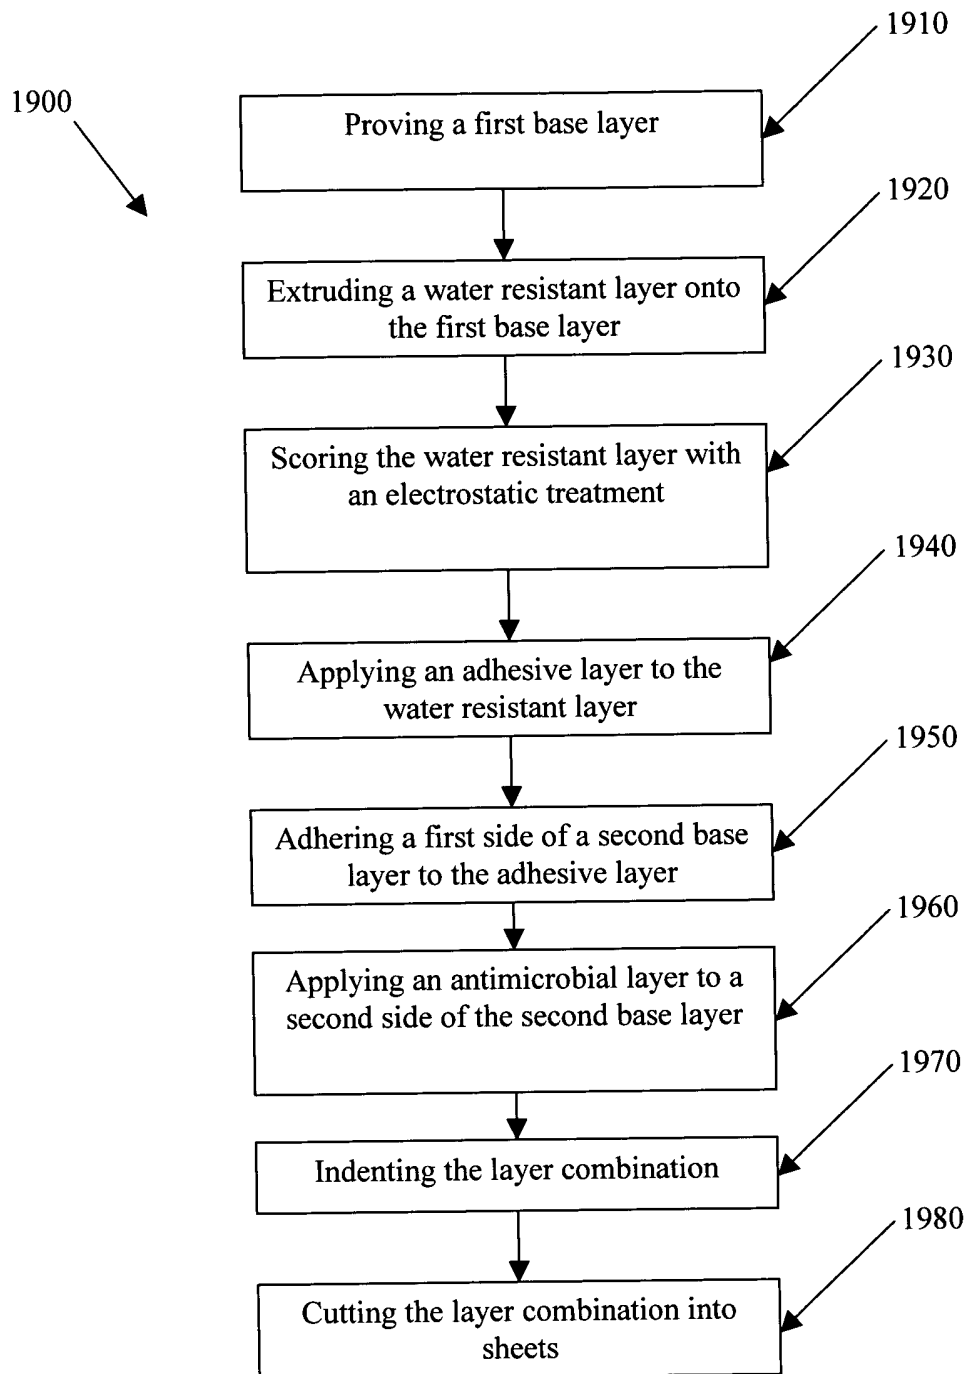 1910
1900
Proving a first base layer
1920
Extruding a water resistant layer onto
the first base layer
1930
Scoring the water resistant layer with
an electrostatic treatment
1940
Applying an adhesive layer to the
water resistant layer
1950
Adhering a first side of a second base
layer to the adhesive layer
1960
Applying an antimicrobial layer to a
second side of the second base layer
1970
Indenting the layer combination
1980
Cutting the layer combination into
sheets